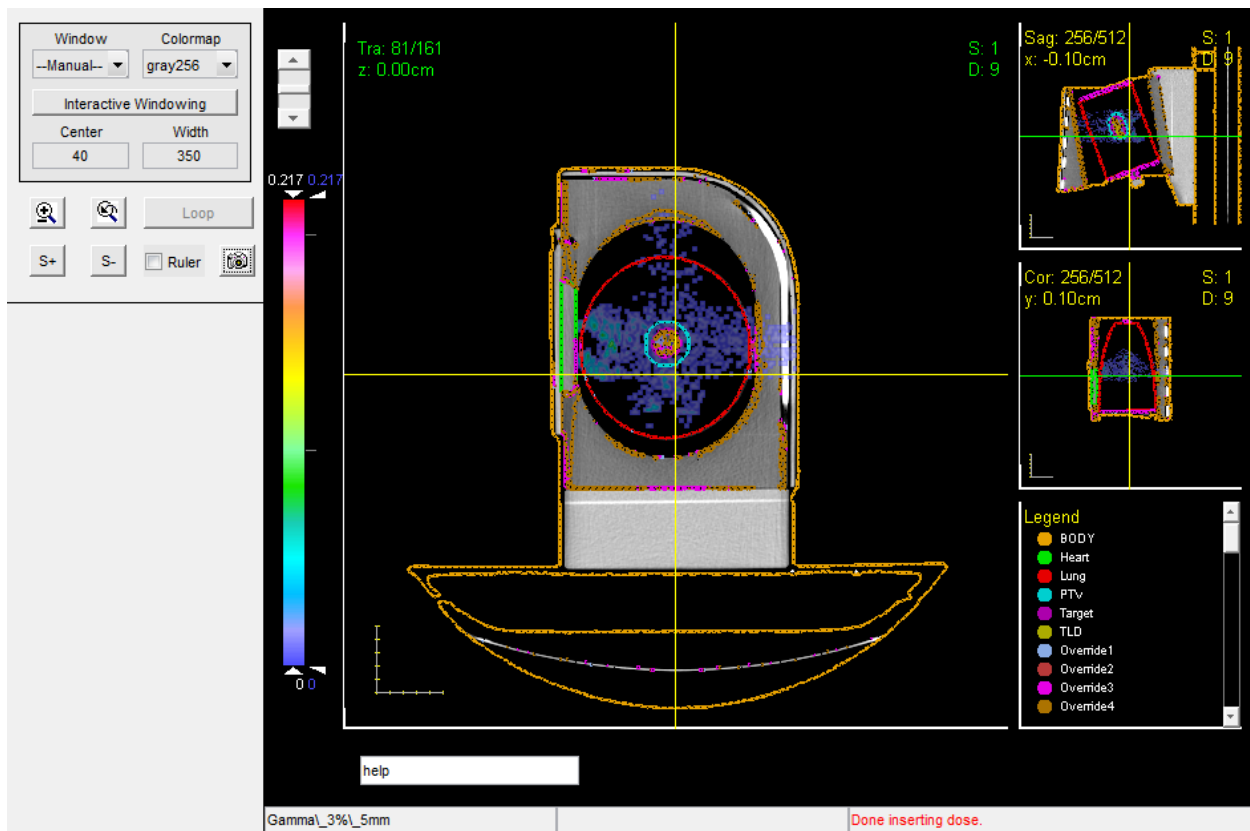 Window Colormap
--Manual-- gray256
Interactive Windowing
Center Width
40 350
Loop
S+ S- Ruler
0.217 0.217
0 0
Tra: 81/161 S: 1
z: 0.00cm D: 9
Sag: 256/512 S: 1
x: -0.10cm D: 9
Cor: 256/512 S: 1
y: 0.10cm D: 9
Legend
BODY
Heart
Lung
PTV
Target
TLD
Override1
Override2
Override3
Override4
help
Gamma\_3%\_5mm Done inserting dose.